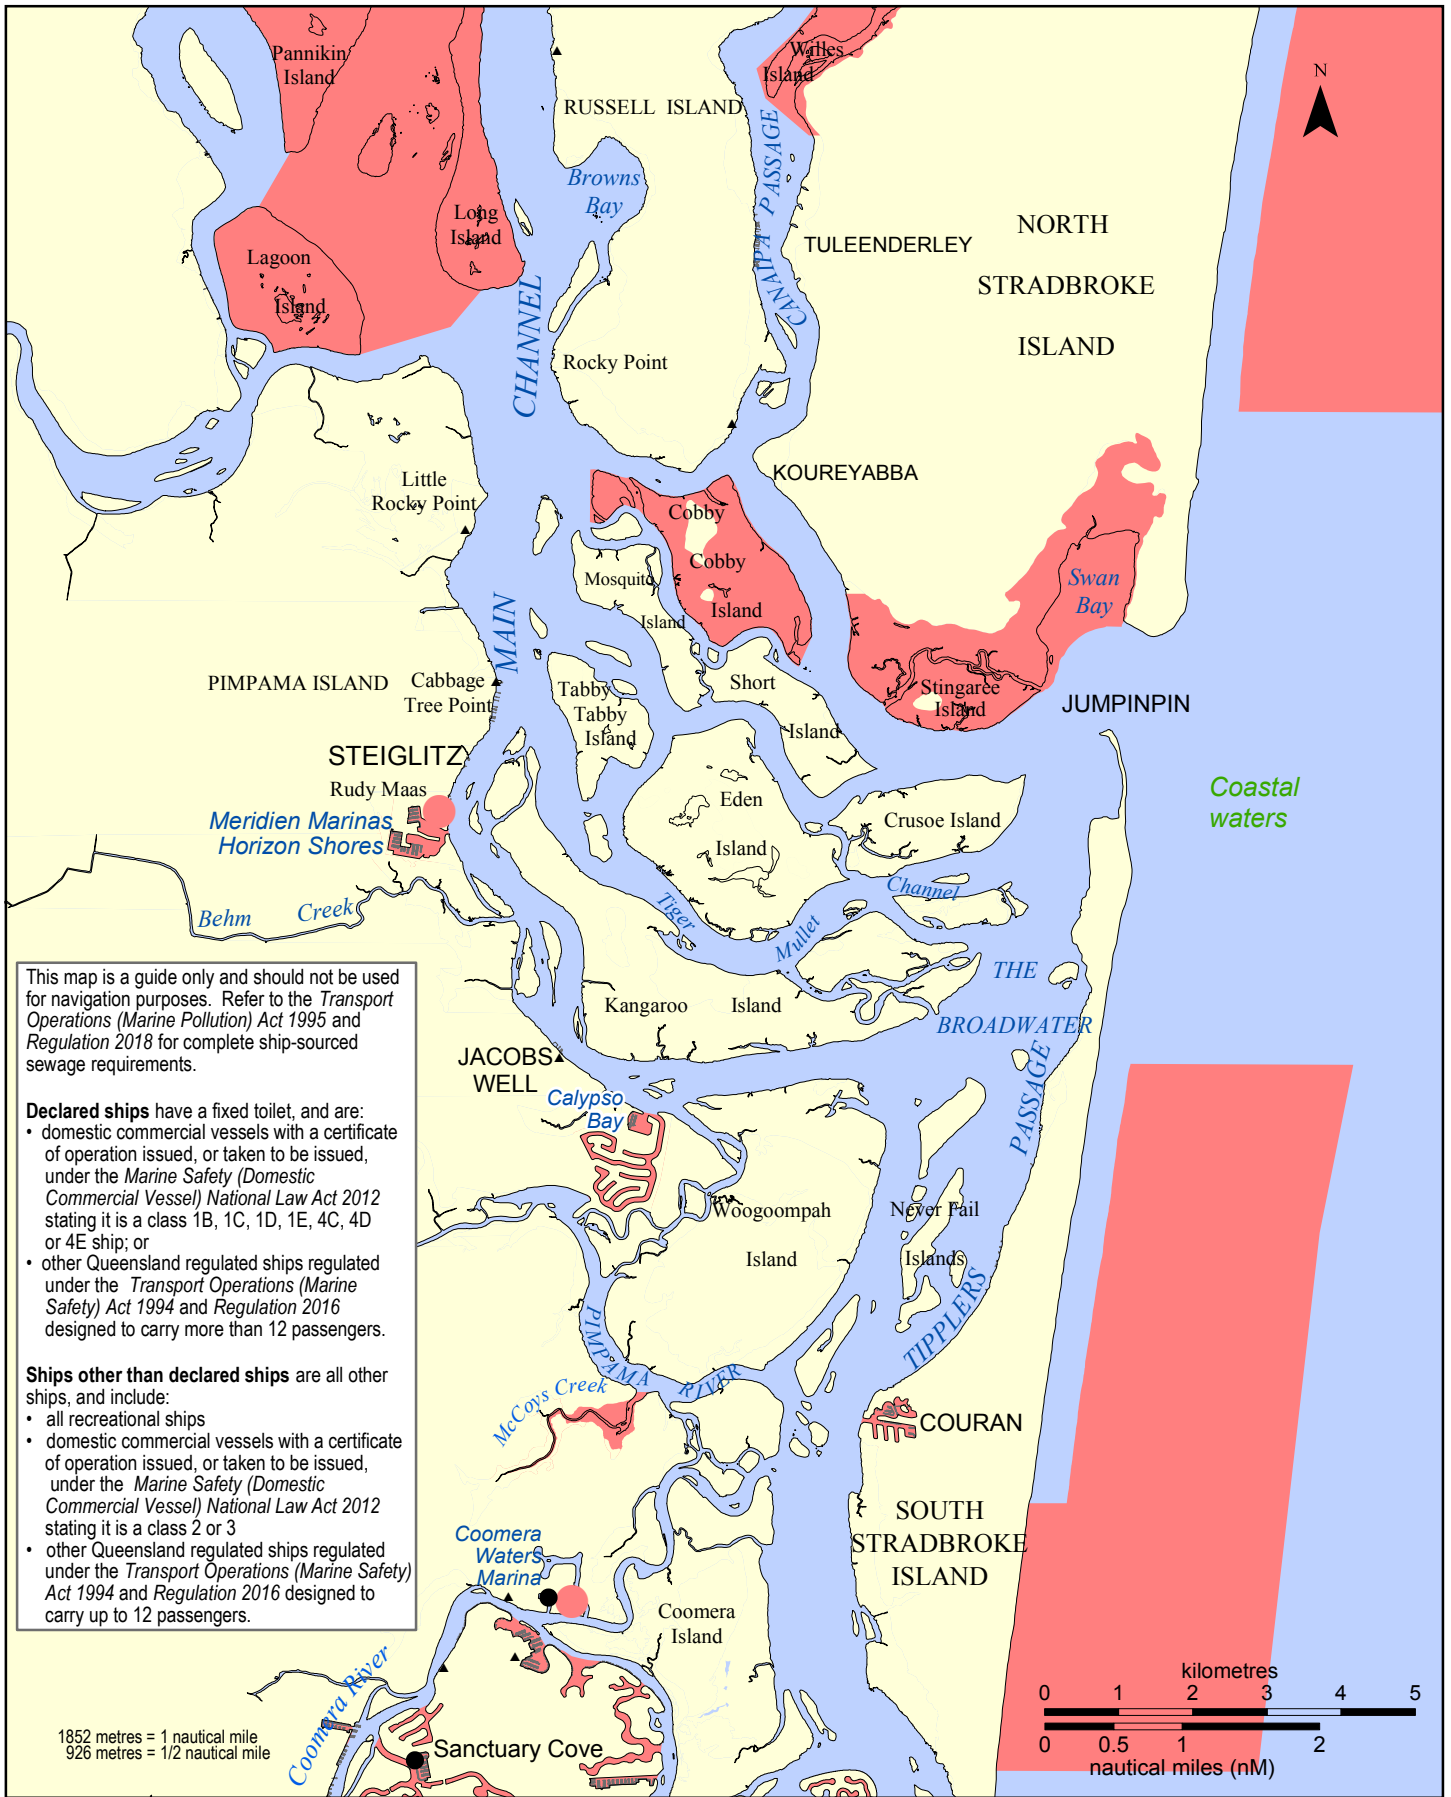 Pannikin
Island
Willes
Island
N
RUSSELL ISLAND
CANAIPA PASSAGE
Browns
Bay
Long
Island
NORTH
STRADBROKE
ISLAND
TULEENDERLEY
Lagoon
Island
CHANNEL
Rocky Point
KOUREYABBA
Little
Rocky Point
Cobby
Cobby
Island
Mosquito
Island
Swan
Bay
MAIN
PIMPAMA ISLAND
Cabbage
Tree Point
Tabby
Tabby
Island
Short
Island
Stingaree
Island
JUMPINPIN
STEIGLITZ
Rudy Maas
Meridien Marinas
Horizon Shores
Eden
Island
Crusoe Island
Coastal
waters
Behm Creek
Tiger
Mullet
Channel
THE
BROADWATER
Kangaroo Island
PASSAGE
TIPPLERS
This map is a guide only and should not be used
for navigation purposes. Refer to the Transport
Operations (Marine Pollution) Act 1995 and
Regulation 2018 for complete ship-sourced
sewage requirements.
Declared ships have a fixed toilet, and are:
• domestic commercial vessels with a certificate
of operation issued, or taken to be issued,
under the Marine Safety (Domestic
Commercial Vessel) National Law Act 2012
stating it is a class 1B, 1C, 1D, 1E, 4C, 4D
or 4E ship; or
• other Queensland regulated ships regulated
under the Transport Operations (Marine
Safety) Act 1994 and Regulation 2016
designed to carry more than 12 passengers.
Ships other than declared ships are all other
ships, and include:
• all recreational ships
• domestic commercial vessels with a certificate
of operation issued, or taken to be issued,
under the Marine Safety (Domestic
Commercial Vessel) National Law Act 2012
stating it is a class 2 or 3
• other Queensland regulated ships regulated
under the Transport Operations (Marine Safety)
Act 1994 and Regulation 2016 designed to
carry up to 12 passengers.
JACOBS
WELL
Calypso
Bay
Woogoompah
Island
Never Fail
Islands
PIMPAMA RIVER
McCoys Creek
COURAN
SOUTH
STRADBROKE
ISLAND
Coomera
Waters
Marina
Coomera
Island
Coomera River
Sanctuary Cove
1852 metres = 1 nautical mile
926 metres = 1/2 nautical mile
kilometres
0 1 2 3 4 5
0 0.5 1 2
nautical miles (nM)